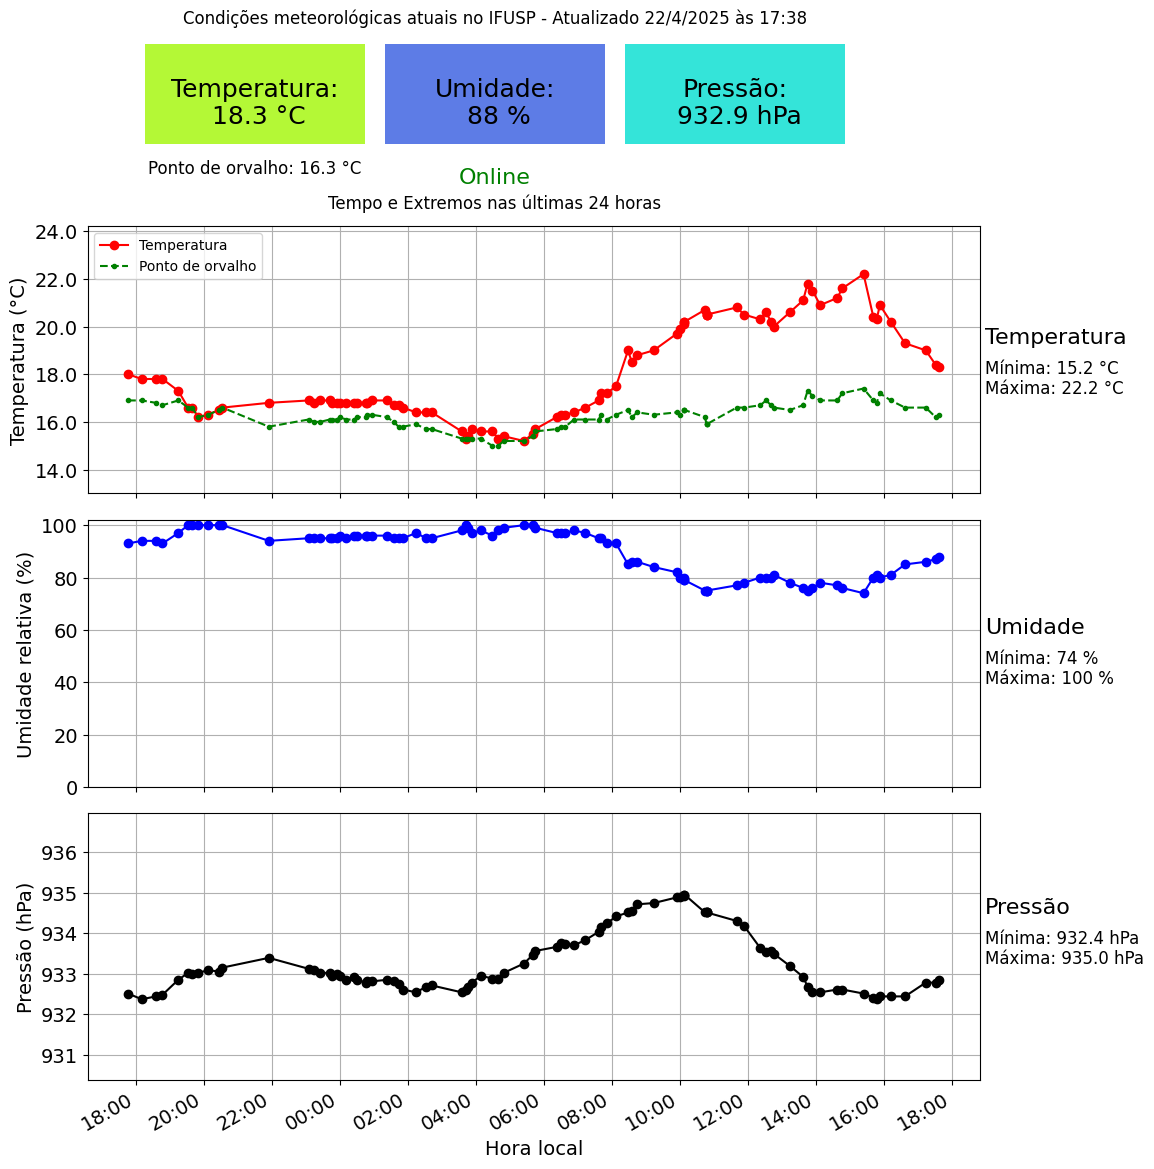 Condições meteorológicas atuais no IFUSP - Atualizado 22/4/2025 às 17:38
Temperatura:
18.3 °C
Umidade:
88 %
Pressão:
932.9 hPa
Ponto de orvalho: 16.3 °C
Online
Tempo e Extremos nas últimas 24 horas
Temperatura (°C)
24.0
22.0
20.0
18.0
16.0
14.0
Temperatura
Ponto de orvalho
Temperatura
Mínima: 15.2 °C
Máxima: 22.2 °C
Umidade relativa (%)
100
80
60
40
20
0
Umidade
Mínima: 74 %
Máxima: 100 %
Pressão (hPa)
936
935
934
933
932
931
Pressão
Mínima: 932.4 hPa
Máxima: 935.0 hPa
18:00 20:00 22:00 00:00 02:00 04:00 06:00 08:00 10:00 12:00 14:00 16:00 18:00
Hora local